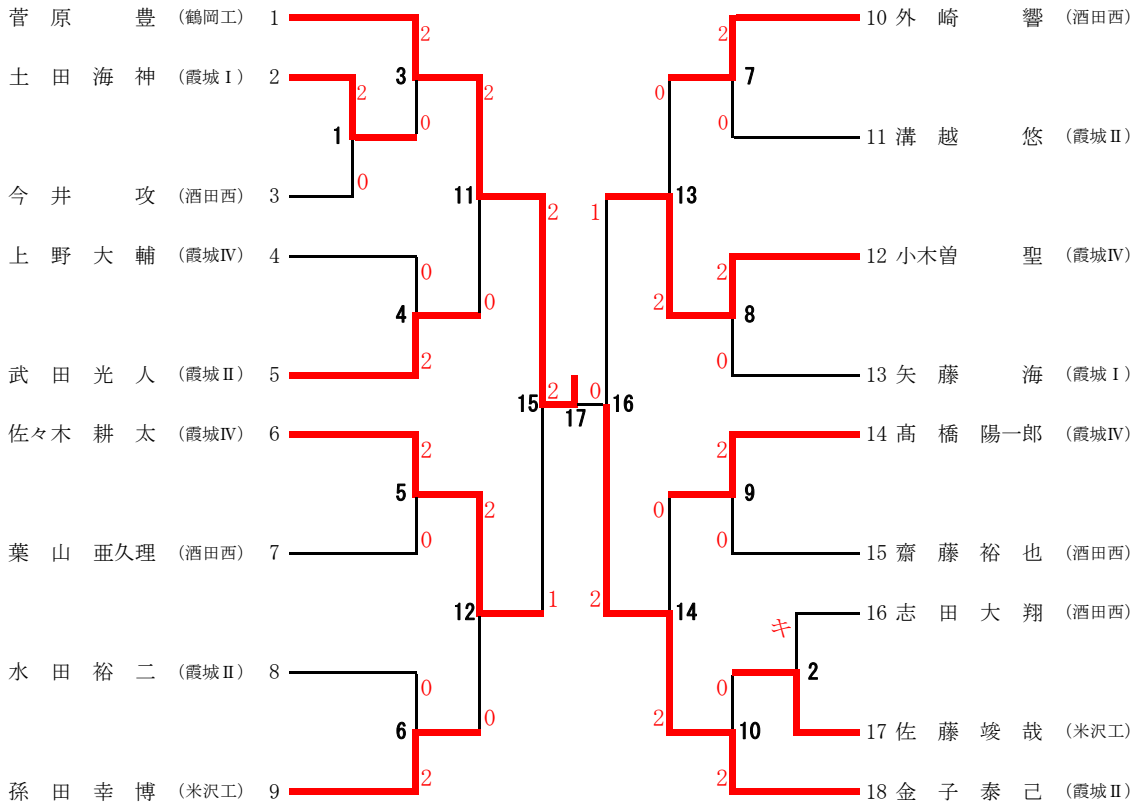 菅原 豊 (鶴岡工) 1
10 外崎 響 (酒田西)
2 2
土田海神 (霞城Ⅰ) 2
3 7
2 2 0
1 0 0
11 溝越 悠 (霞城Ⅱ)
0
今井 攻 (酒田西) 3
11 13
2 1
上野大輔 (霞城Ⅳ) 4
12 小木曽 聖 (霞城Ⅳ)
0 2
0 2
4 8
2 0
武田光人 (霞城Ⅱ) 5
13 矢藤 海 (霞城Ⅰ)
2 0
15 16
17
佐々木耕太 (霞城Ⅳ) 6
14 髙橋陽一郎 (霞城Ⅳ)
2 2
5 9
2 0
0 0
葉山亜久理 (酒田西) 7
15 齋藤裕也 (酒田西)
1 2
12 14
16 志田大翔 (酒田西)
キ
水田裕二 (霞城Ⅱ) 8
2
0 0
0 2
6 10
17 佐藤竣哉 (米沢工)
2 2
孫田幸博 (米沢工) 9
18 金子泰己 (霞城Ⅱ)